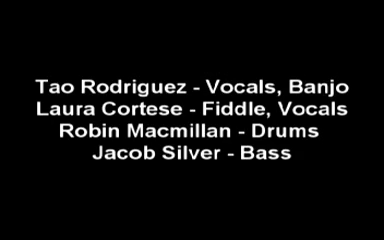 Tao Rodriguez - Vocals, Banjo
Laura Cortese - Fiddle, Vocals
Robin Macmillan - Drums
Jacob Silver - Bass